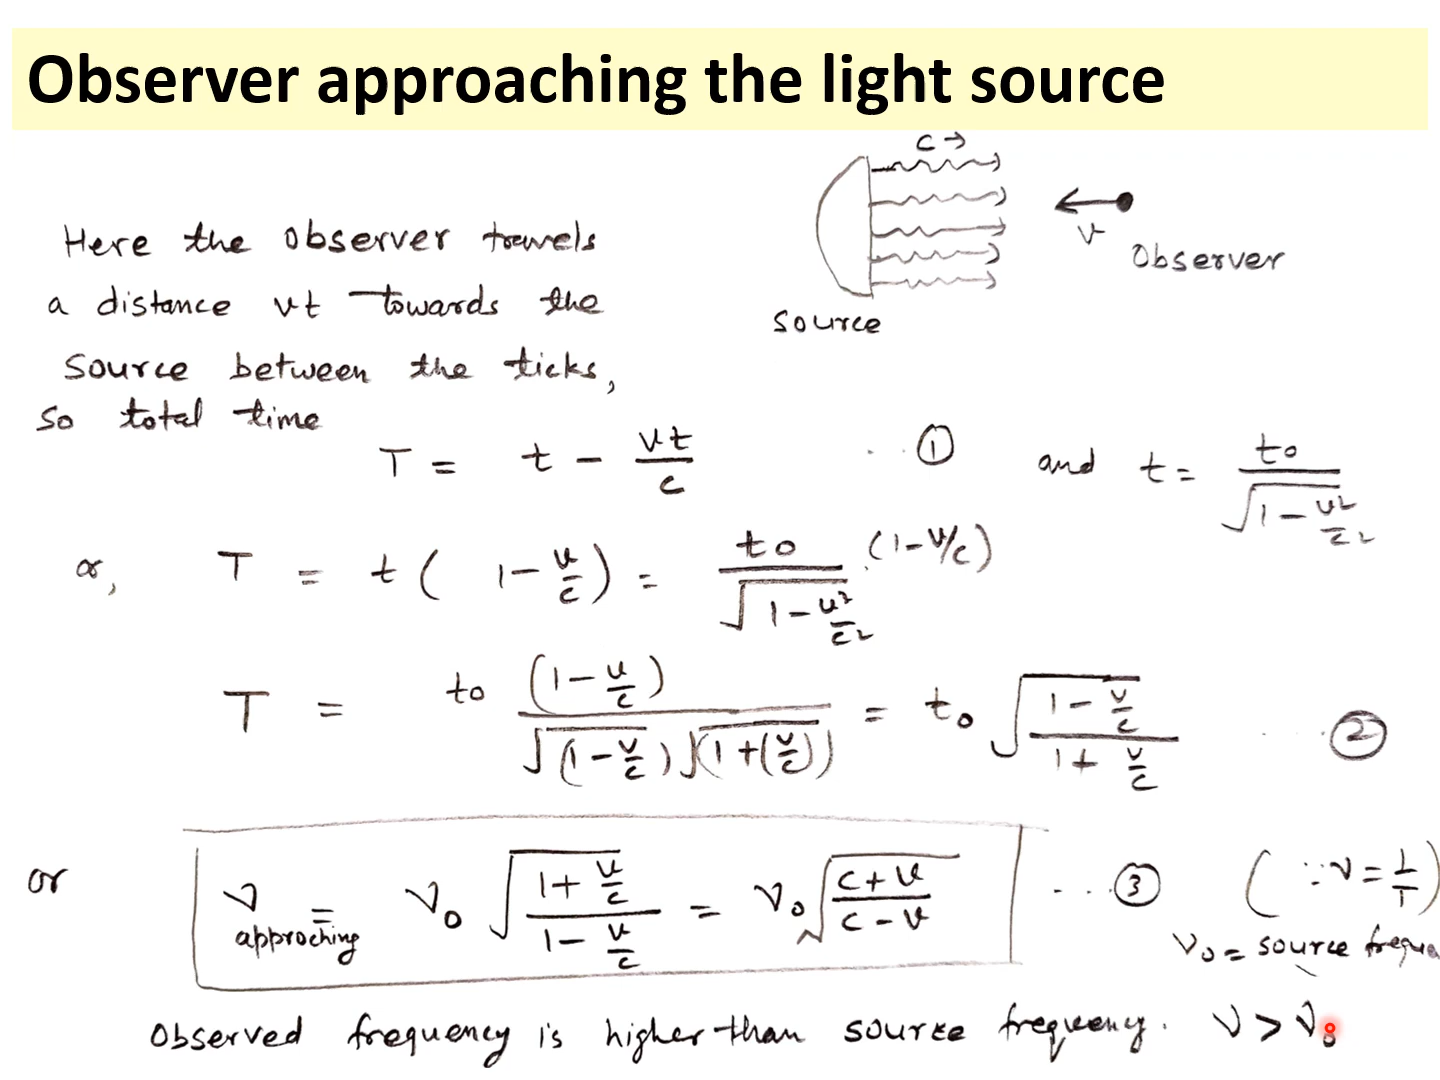 Observer approaching the light source
c →
v
Observer
Source
Here the observer travels
a distance vt towards the
source between the ticks,
so total time
T = t - vt/c ..① and t = t₀/√(1-v²/c²)
or, T = t(1-v/c) = t₀/√(1-v²/c²) (1-v/c)
T = t₀ (1-v/c)/√(1-v/c)√(1+(v/c)) = t₀ √((1-v/c)/(1+v/c)) ...②
or ν approching = ν₀ √((1+v/c)/(1-v/c)) = ν₀ √((c+v)/(c-v)) ...③ (∵ν = 1/T)
ν₀ = source
observed frequency is higher than source frequency. ν > ν